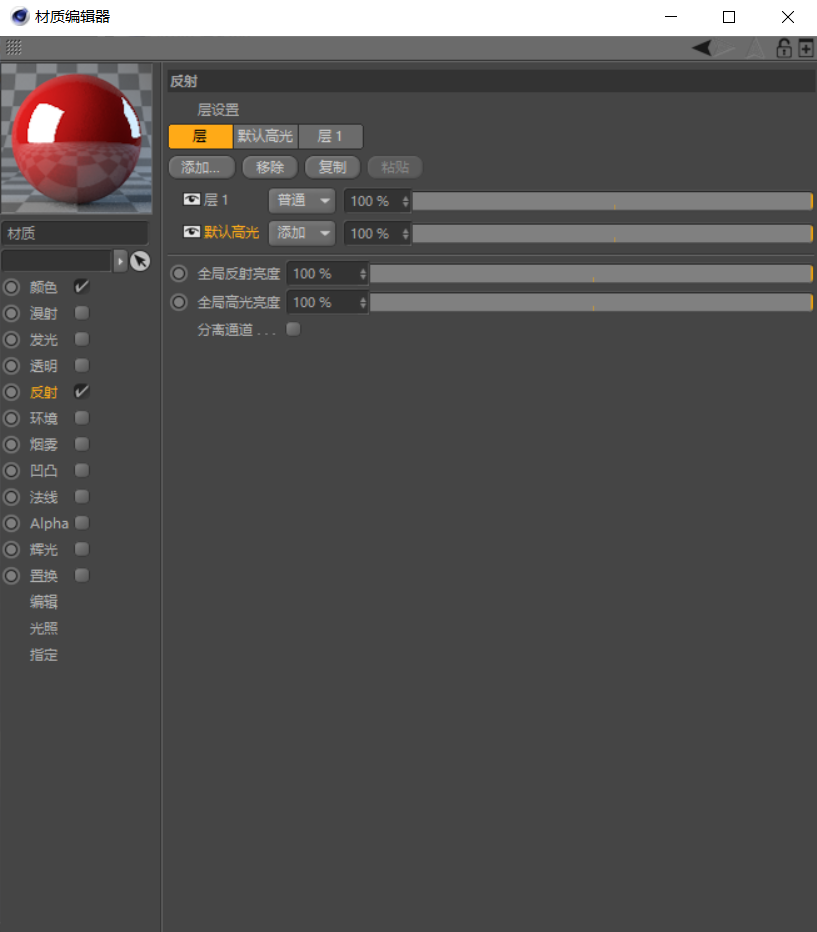 材质编辑器
反射
层设置
层 默认高光 层 1
添加... 移除 复制 粘贴
层 1 普通 100 %
默认高光 添加 100 %
全局反射亮度 100 %
全局高光亮度 100 %
分离通道 . . .
材质
颜色
漫射
发光
透明
反射
环境
烟雾
凹凸
法线
Alpha
辉光
置换
编辑
光照
指定